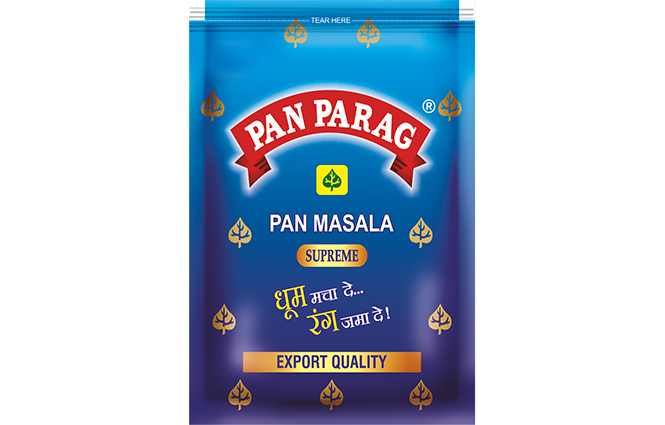 TEAR HERE
PAN PARAG ®
PAN MASALA
SUPREME
धूम मचा दे...
रंग जमा दे!
EXPORT QUALITY